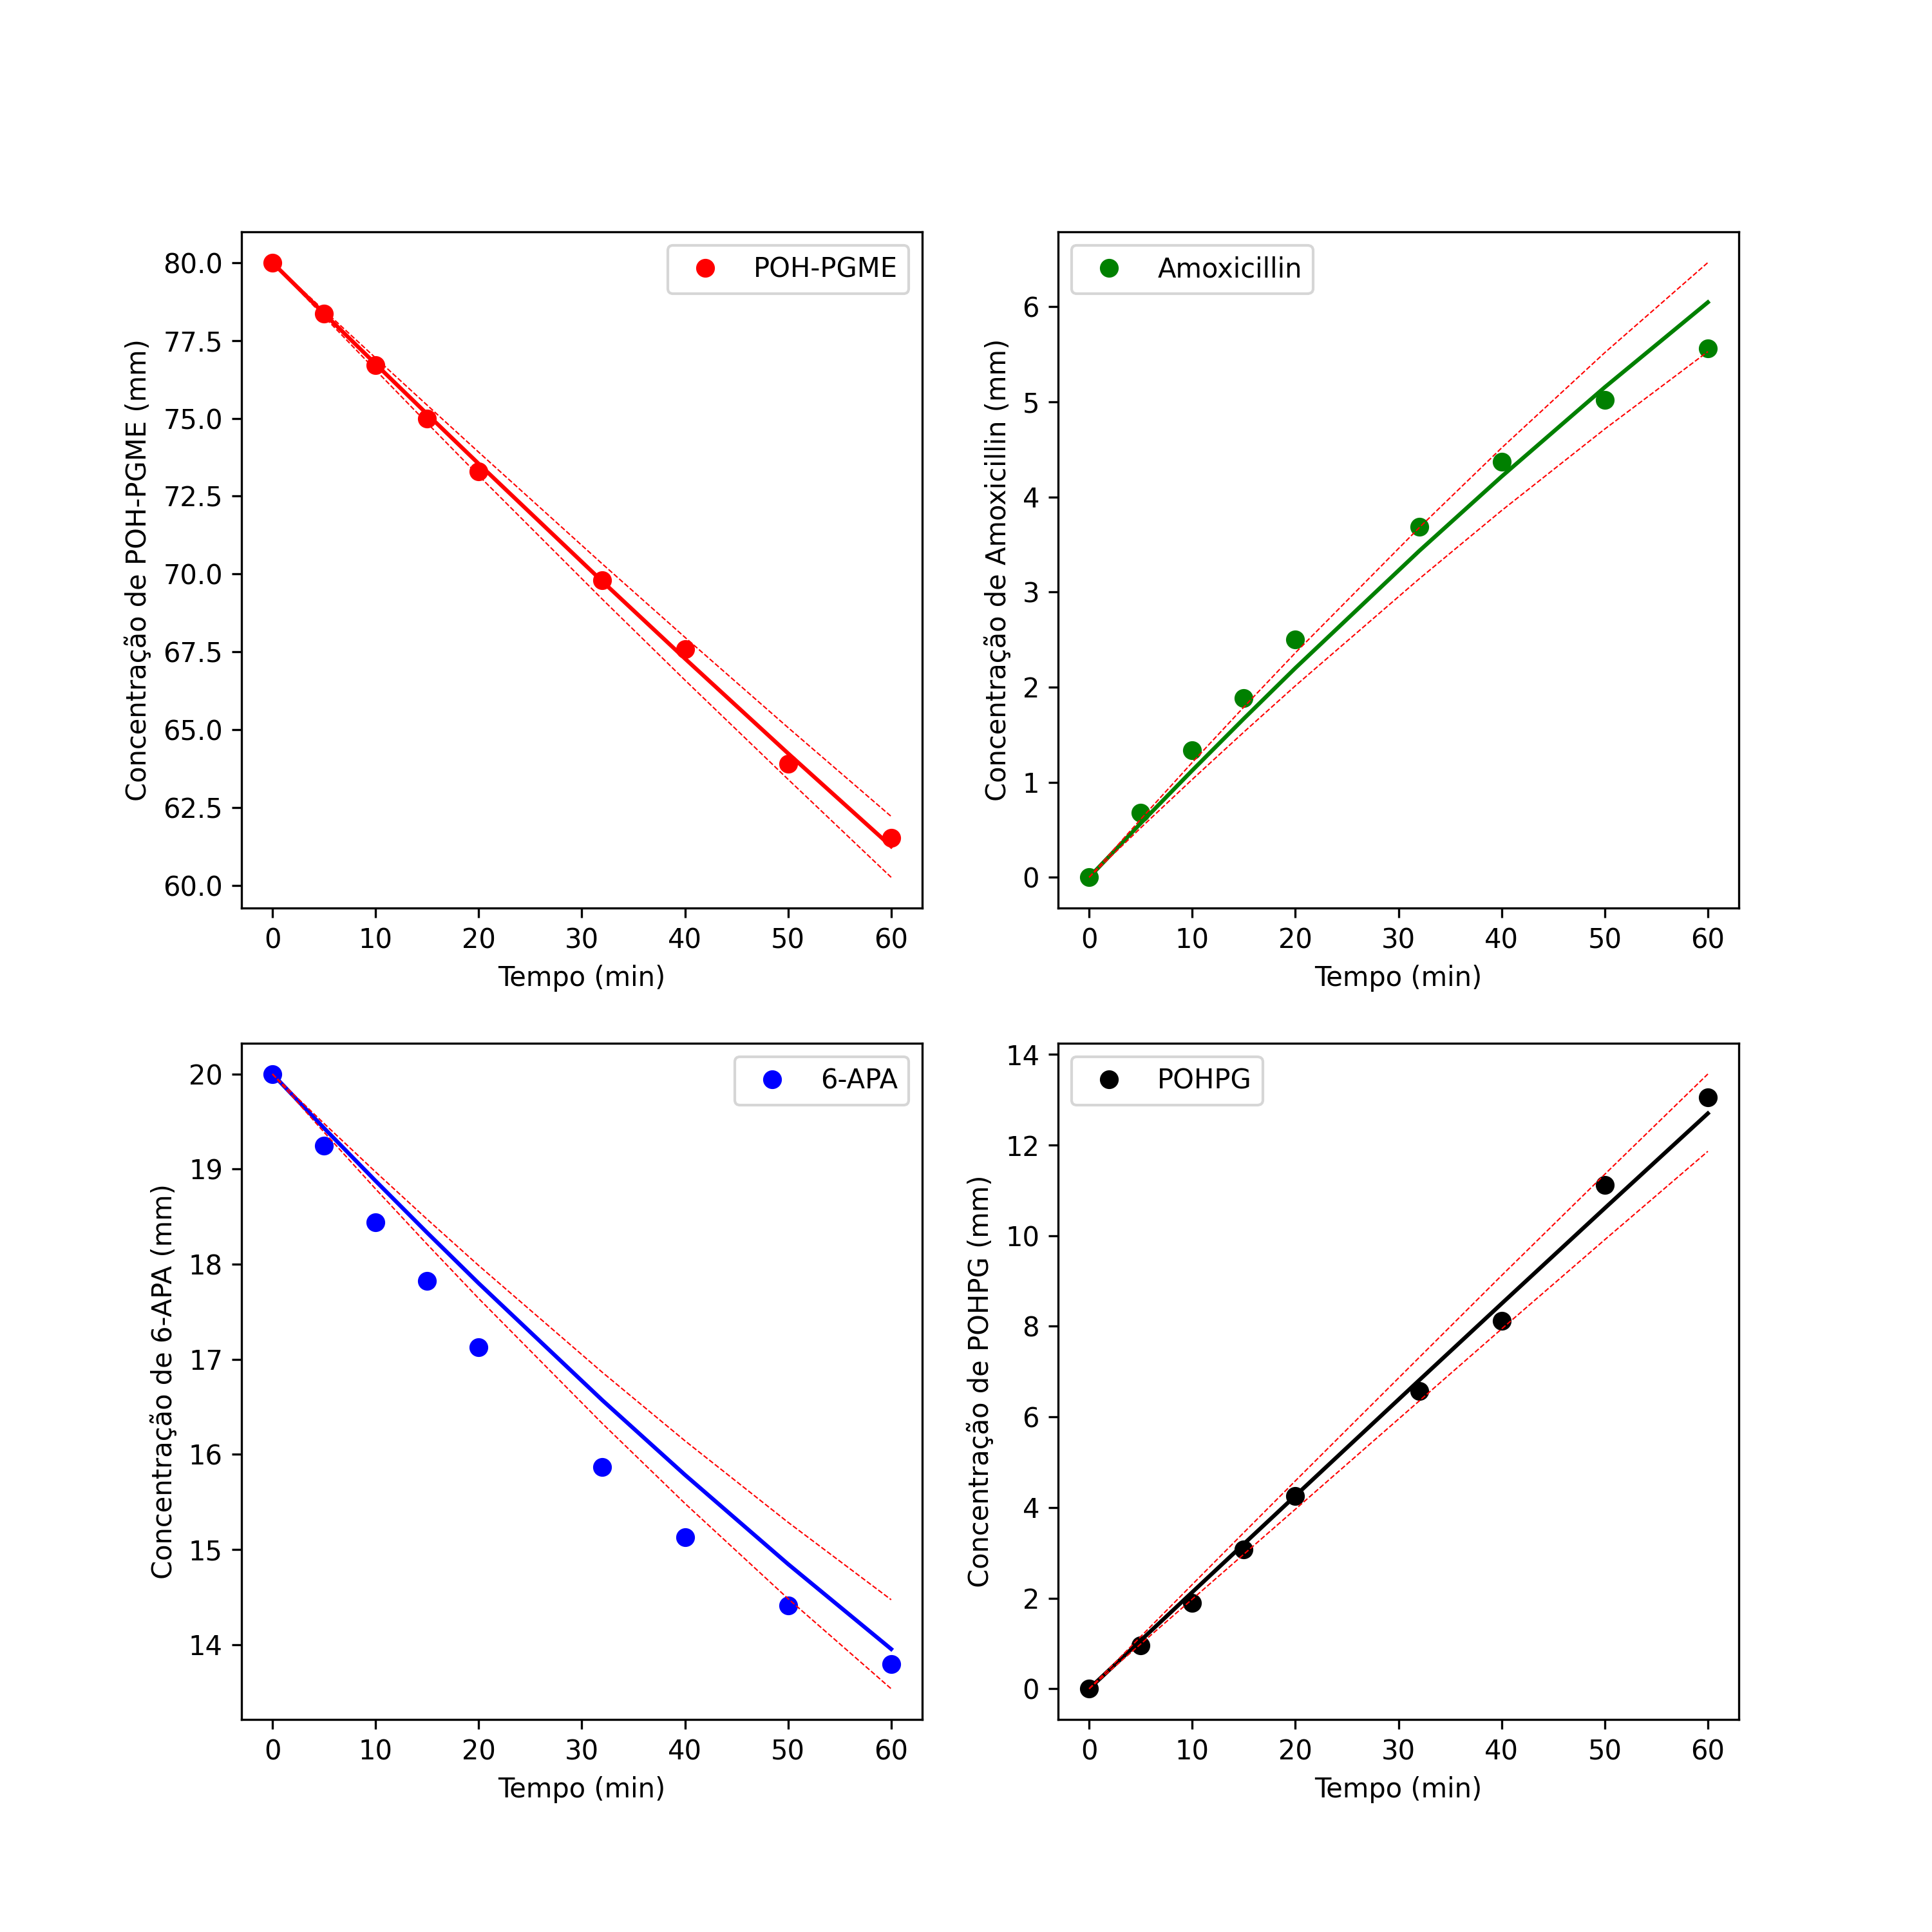 POH-PGME
Concentração de POH-PGME (mm)
80.0
77.5
75.0
72.5
70.0
67.5
65.0
62.5
60.0
0 10 20 30 40 50 60
Tempo (min)
Amoxicillin
Concentração de Amoxicillin (mm)
6
5
4
3
2
1
0
0 10 20 30 40 50 60
Tempo (min)
6-APA
Concentração de 6-APA (mm)
20
19
18
17
16
15
14
0 10 20 30 40 50 60
Tempo (min)
POHPG
Concentração de POHPG (mm)
14
12
10
8
6
4
2
0
0 10 20 30 40 50 60
Tempo (min)